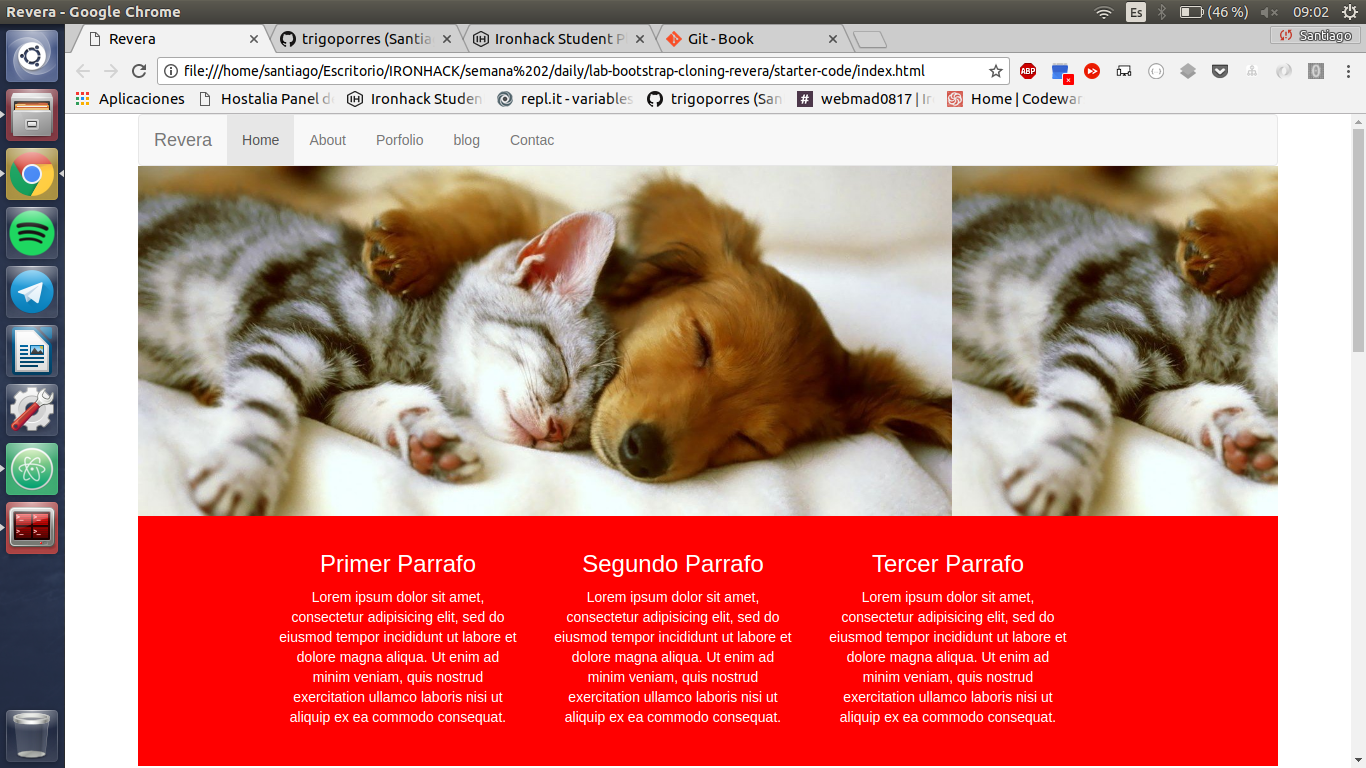 Revera - Google Chrome
Es (46 %) 09:02
Revera trigoporres (Santia Ironhack Student P Git - Book Santiago
file:///home/santiago/Escritorio/IRONHACK/semana%202/daily/lab-bootstrap-cloning-revera/starter-code/index.html ABP
Aplicaciones Hostalia Panel de Ironhack Studen repl.it - variables trigoporres (San webmad0817 | Ir Home | Codewar
Revera Home About Porfolio blog Contac
Primer Parrafo
Lorem ipsum dolor sit amet,
consectetur adipisicing elit, sed do
eiusmod tempor incididunt ut labore et
dolore magna aliqua. Ut enim ad
minim veniam, quis nostrud
exercitation ullamco laboris nisi ut
aliquip ex ea commodo consequat.
Segundo Parrafo
Lorem ipsum dolor sit amet,
consectetur adipisicing elit, sed do
eiusmod tempor incididunt ut labore et
dolore magna aliqua. Ut enim ad
minim veniam, quis nostrud
exercitation ullamco laboris nisi ut
aliquip ex ea commodo consequat.
Tercer Parrafo
Lorem ipsum dolor sit amet,
consectetur adipisicing elit, sed do
eiusmod tempor incididunt ut labore et
dolore magna aliqua. Ut enim ad
minim veniam, quis nostrud
exercitation ullamco laboris nisi ut
aliquip ex ea commodo consequat.